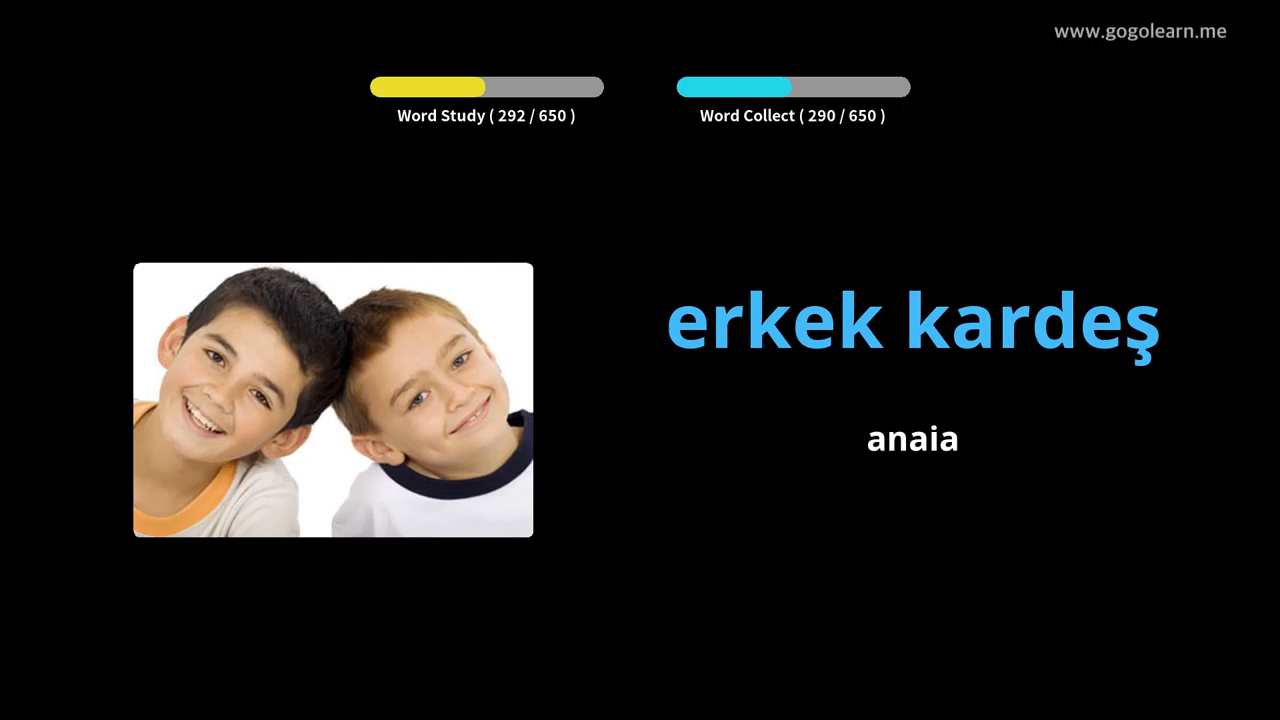 www.gogolearn.me
Word Study ( 292 / 650 )
Word Collect ( 290 / 650 )
erkek kardeş
anaia